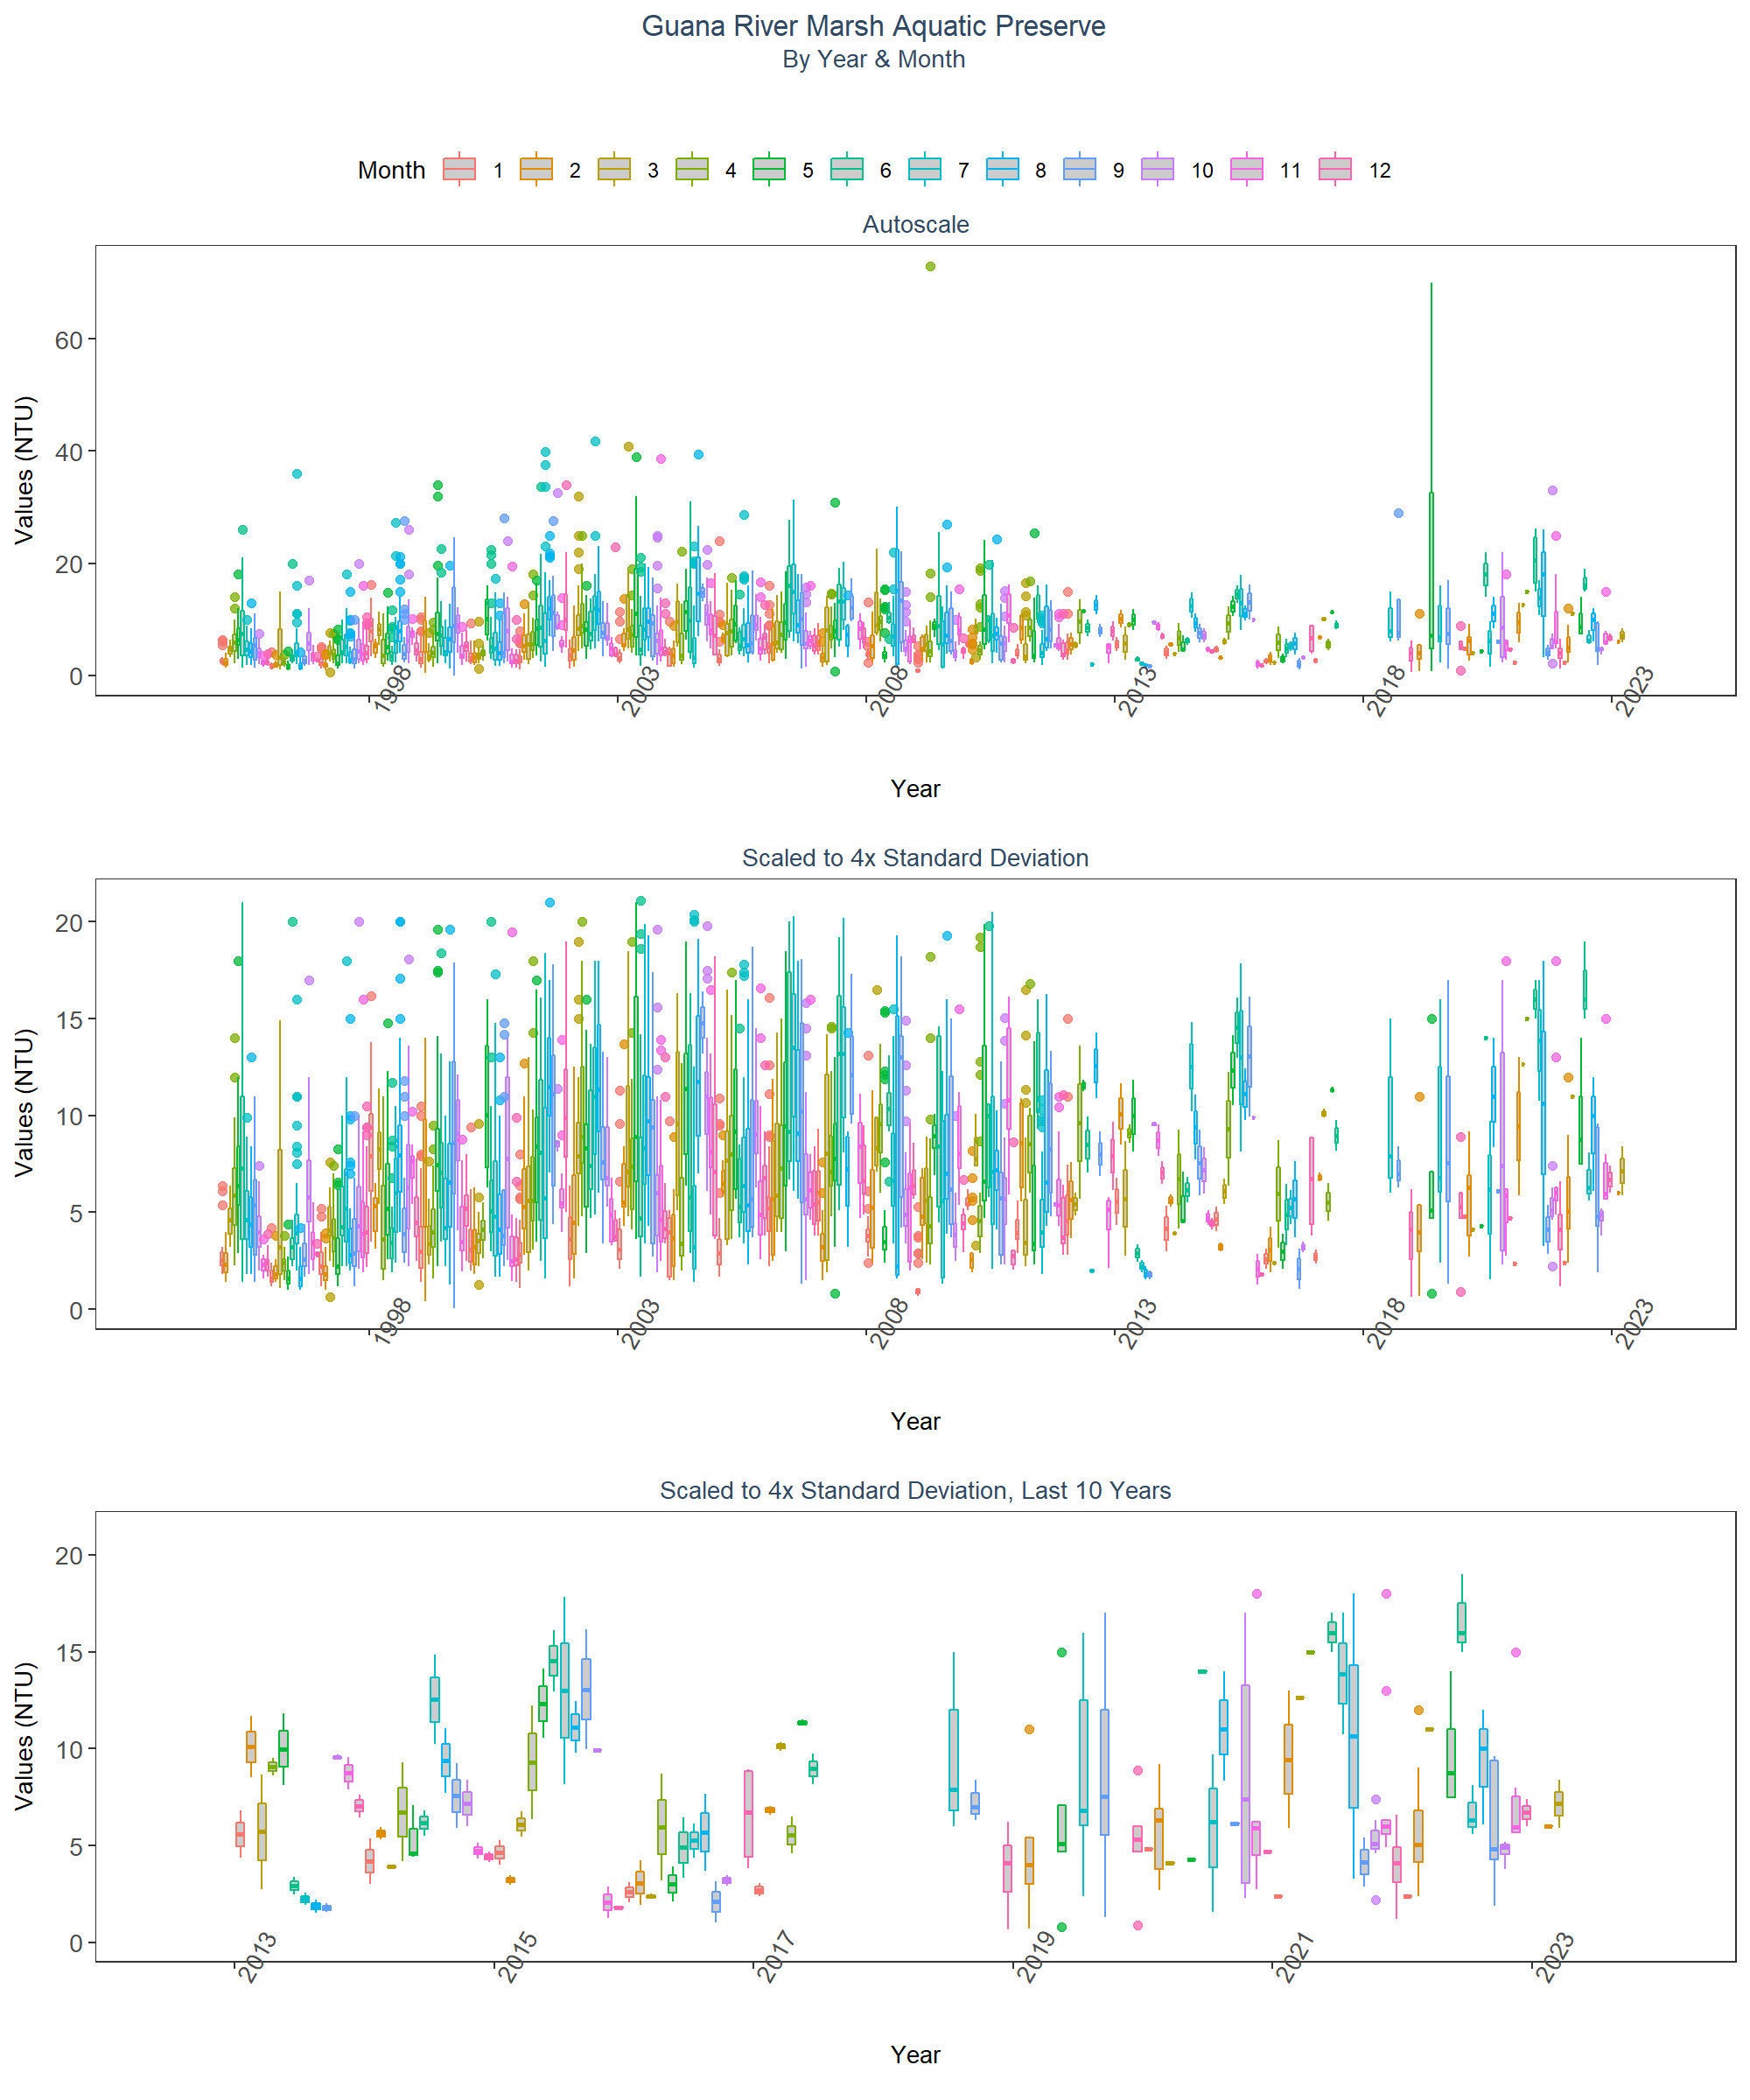 Guana River Marsh Aquatic Preserve
By Year & Month
Month 1 2 3 4 5 6 7 8 9 10 11 12
Autoscale
Values (NTU)
60
40
20
0
1998 2003 2008 2013 2018 2023
Year
Scaled to 4x Standard Deviation
Values (NTU)
20
15
10
5
0
1998 2003 2008 2013 2018 2023
Year
Scaled to 4x Standard Deviation, Last 10 Years
Values (NTU)
20
15
10
5
0
2013 2015 2017 2019 2021 2023
Year